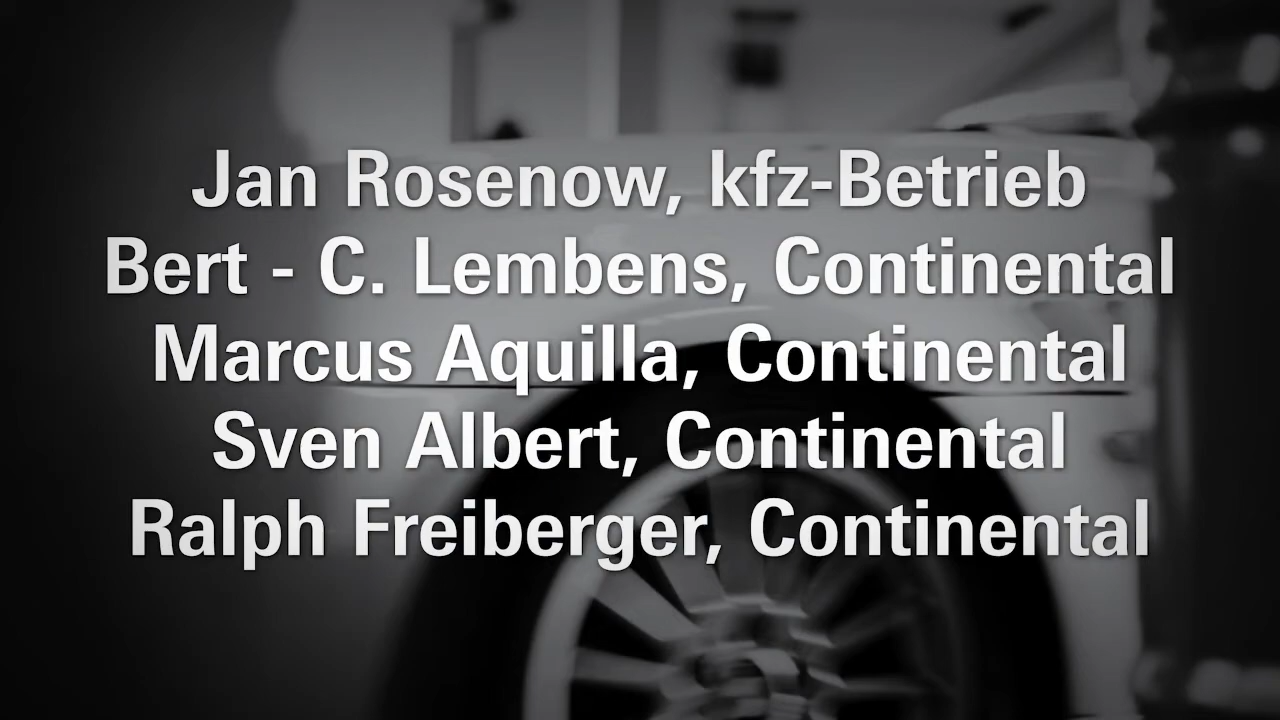 Jan Rosenow, kfz-Betrieb
Bert - C. Lembens, Continental
Marcus Aquilla, Continental
Sven Albert, Continental
Ralph Freiberger, Continental